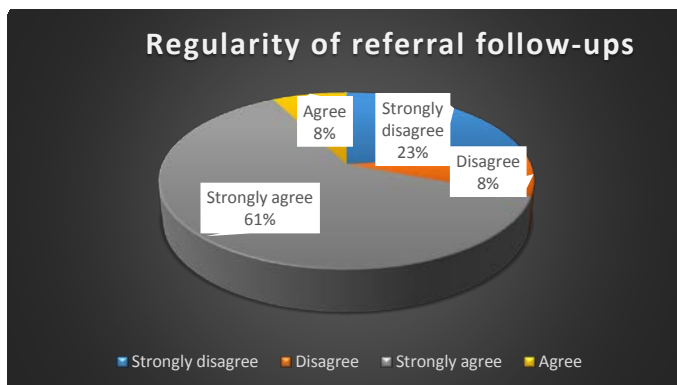 Regularity of referral follow-ups
Agree
8%
Strongly
disagree
23%
Disagree
8%
Strongly agree
61%
Strongly disagree Disagree Strongly agree Agree